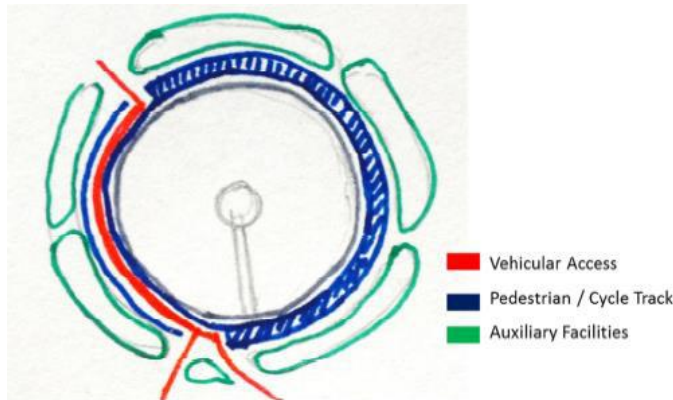 Vehicular Access
Pedestrian / Cycle Track
Auxiliary Facilities